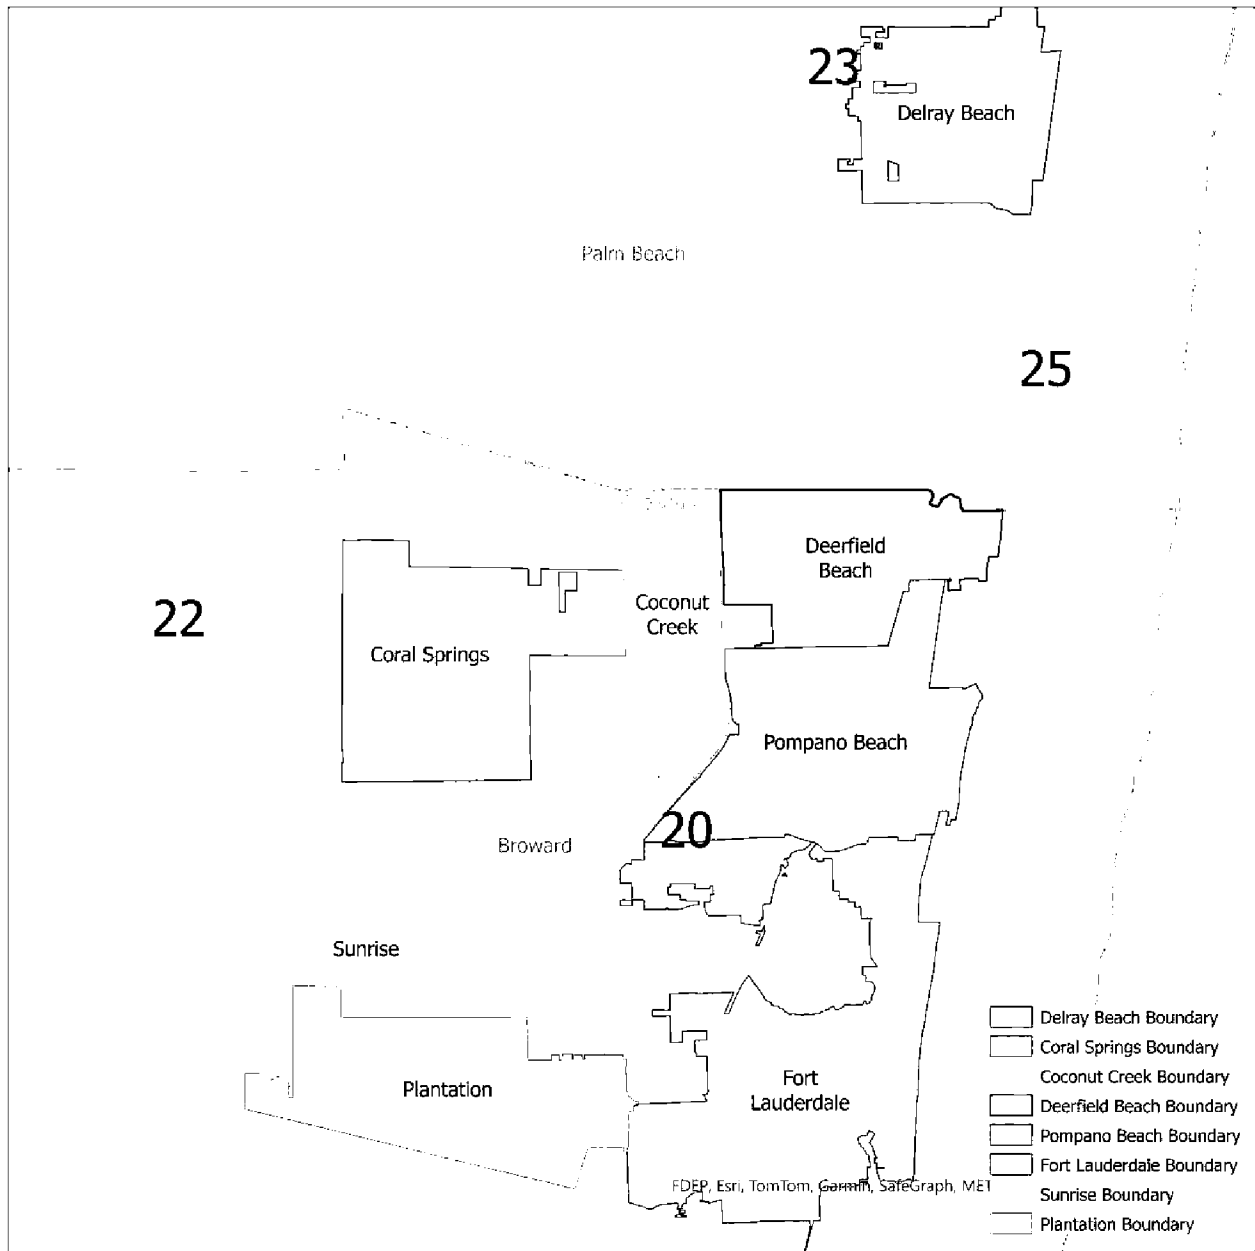 23
Delray Beach
Palm Beach
25
Deerfield
Beach
22
Coconut
Creek
Coral Springs
Pompano Beach
20
Broward
Sunrise
Plantation
Fort
Lauderdale
FDEP, Esri, TomTom, Garmin, SafeGraph, MET
Delray Beach Boundary
Coral Springs Boundary
Coconut Creek Boundary
Deerfield Beach Boundary
Pompano Beach Boundary
Fort Lauderdale Boundary
Sunrise Boundary
Plantation Boundary